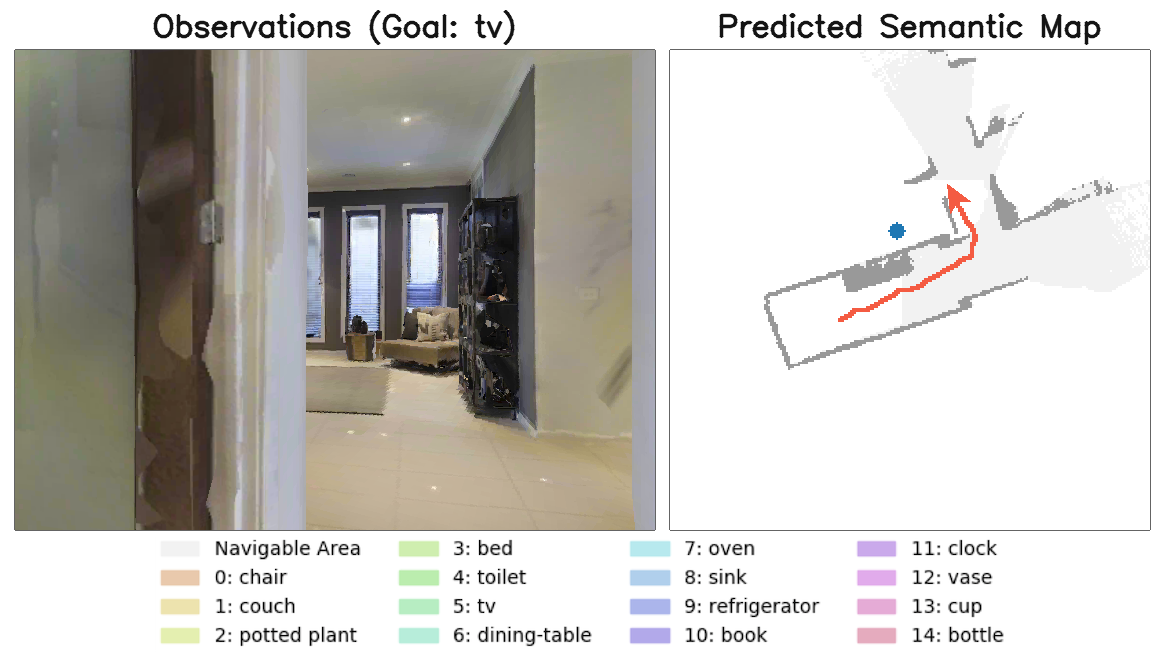 Observations (Goal: tv)
Predicted Semantic Map
Navigable Area
0: chair
1: couch
2: potted plant
3: bed
4: toilet
5: tv
6: dining-table
7: oven
8: sink
9: refrigerator
10: book
11: clock
12: vase
13: cup
14: bottle